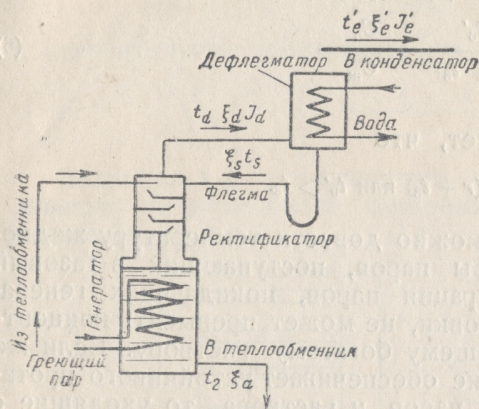 t'e ξ'e J'e
Дефлегматор
В конденсатор
td ξd Jd
Вода
ξs ts
Флегма
Ректификатор
Из теплообменника
Генератор
Греющий
пар
В теплообменник
t2 ξa